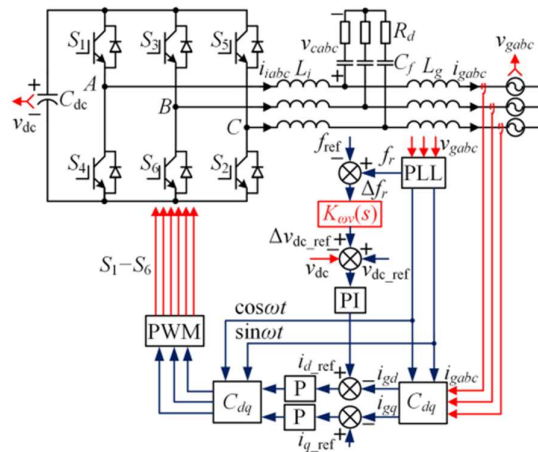 S1 S3 S5
vcabc Rd
iiabc Li Cf Lg igabc vgabc
A
Cdc
vdc
B
C
S4 S6 S2
fref
fr PLL vgabc
Δfr
Kωv(s)
Δvdc_ref
vdc vdc_ref
S1−S6
PI
cosωt
sinωt
PWM
id_ref igd igabc
Cdq P Cdq
P igq
iq_ref